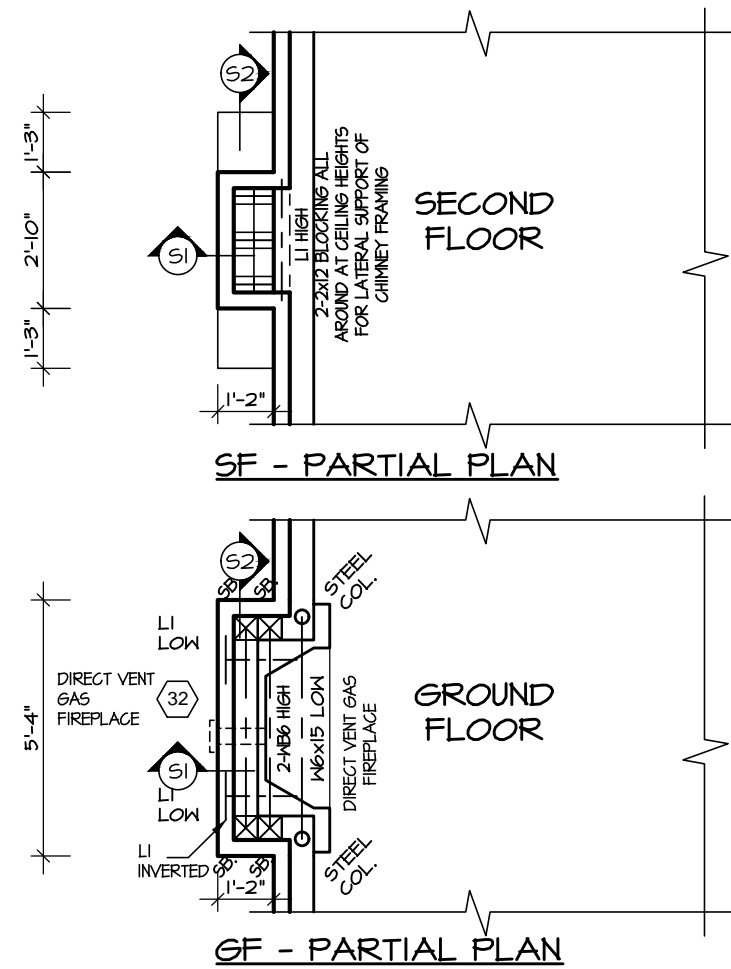 S2
1'-3"
2'-10"
1'-3"
S1
L1 HIGH
2-2x12 BLOCKING ALL
AROUND AT CEILING HEIGHTS
FOR LATERAL SUPPORT OF
CHIMNEY FRAMING
SECOND
FLOOR
1'-2"
SF - PARTIAL PLAN
S2
SB.
SB.
STEEL
COL.
L1
LOW
DIRECT VENT
GAS
FIREPLACE
32
5'-4"
2-WB6 HIGH
W6x15 LOW
DIRECT VENT GAS
FIREPLACE
GROUND
FLOOR
S1
L1
LOW
L1
INVERTED
SB.
SB.
STEEL
COL.
1'-2"
GF - PARTIAL PLAN